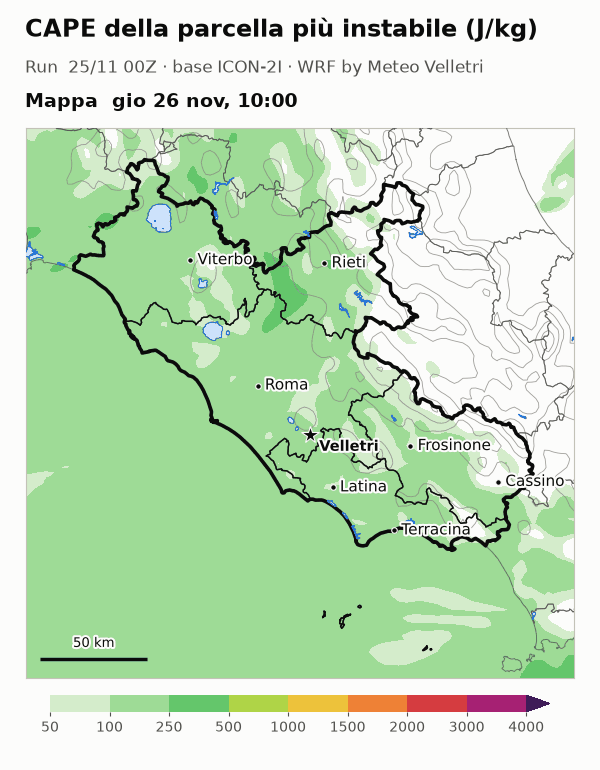 CAPE della parcella più instabile (J/kg)
Run  25/11 00Z · base ICON-2I · WRF by Meteo Velletri
Mappa  gio 26 nov, 10:00
Viterbo
Rieti
Roma
Velletri
Frosinone
Cassino
Latina
Terracina
50 km
50 100 250 500 1000 1500 2000 3000 4000